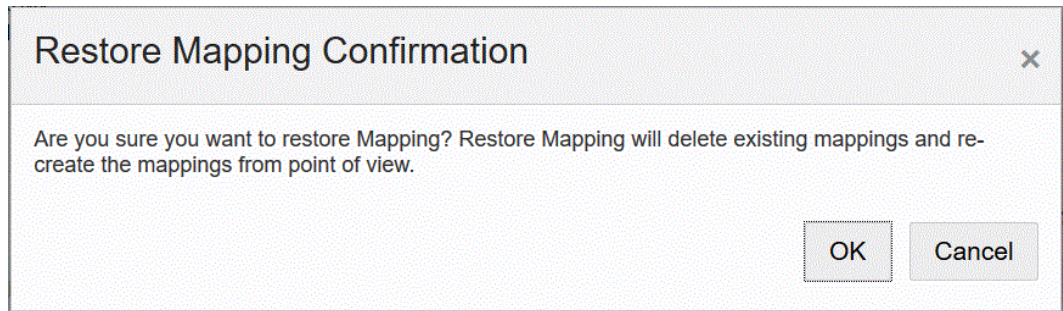 Restore Mapping Confirmation
Are you sure you want to restore Mapping? Restore Mapping will delete existing mappings and re-
create the mappings from point of view.
OK
Cancel